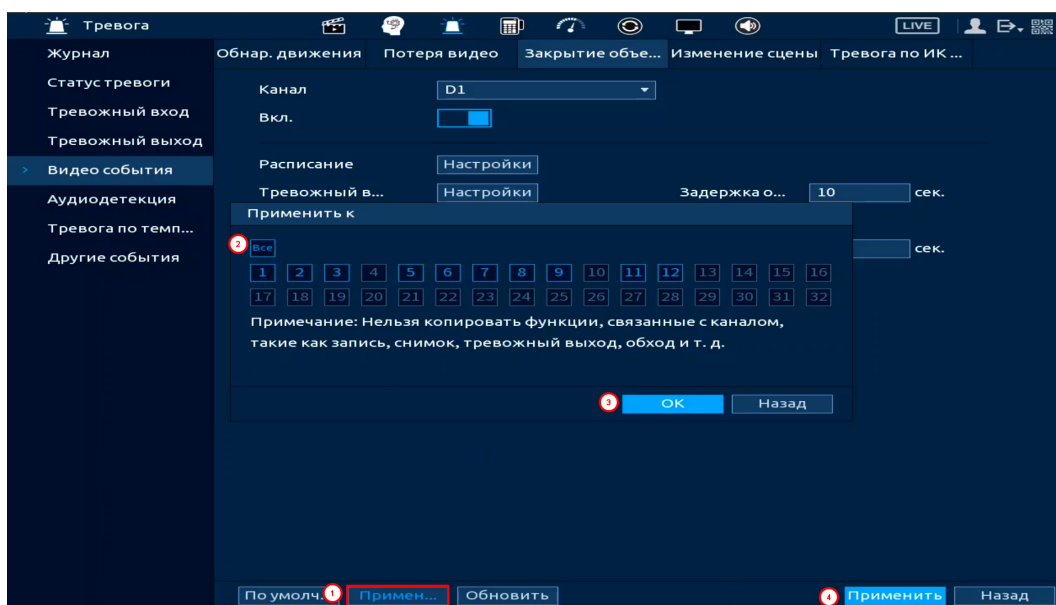 Тревога LIVE
Журнал
Статус тревоги
Тревожный вход
Тревожный выход
> Видео события
Аудиодетекция
Тревога по темп...
Другие события
Обнар. движения Потеря видео Закрытие объе... Изменение сцены Тревога по ИК ...
Канал D1
Вкл.
Расписание Настройки
Тревожный в... Настройки Задержка о... 10 сек.
сек.
Применить к
2 Все
1 2 3 4 5 6 7 8 9 10 11 12 13 14 15 16
17 18 19 20 21 22 23 24 25 26 27 28 29 30 31 32
Примечание: Нельзя копировать функции, связанные с каналом,
такие как запись, снимок, тревожный выход, обход и т. д.
3 OK Назад
По умолч. 1 Примен... Обновить 4 Применить Назад